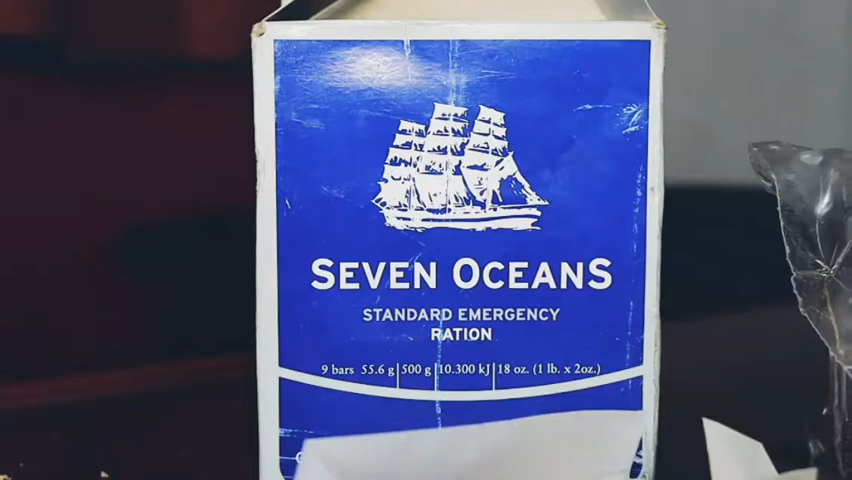 SEVEN OCEANS
STANDARD EMERGENCY
RATION
9 bars 55.6 g | 500 g | 10.300 kJ | 18 oz. (1 lb. x 2oz.)